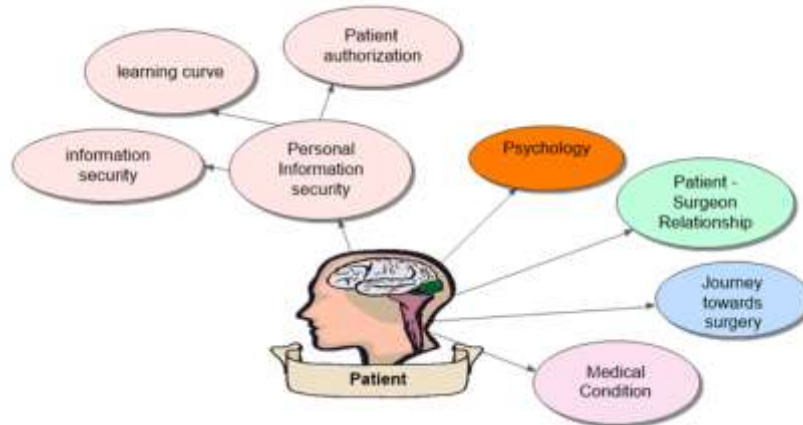 Patient
authorization
learning curve
information
security
Personal
Information
security
Psychology
Patient -
Surgeon
Relationship
Journey
towards
surgery
Medical
Condition
Patient